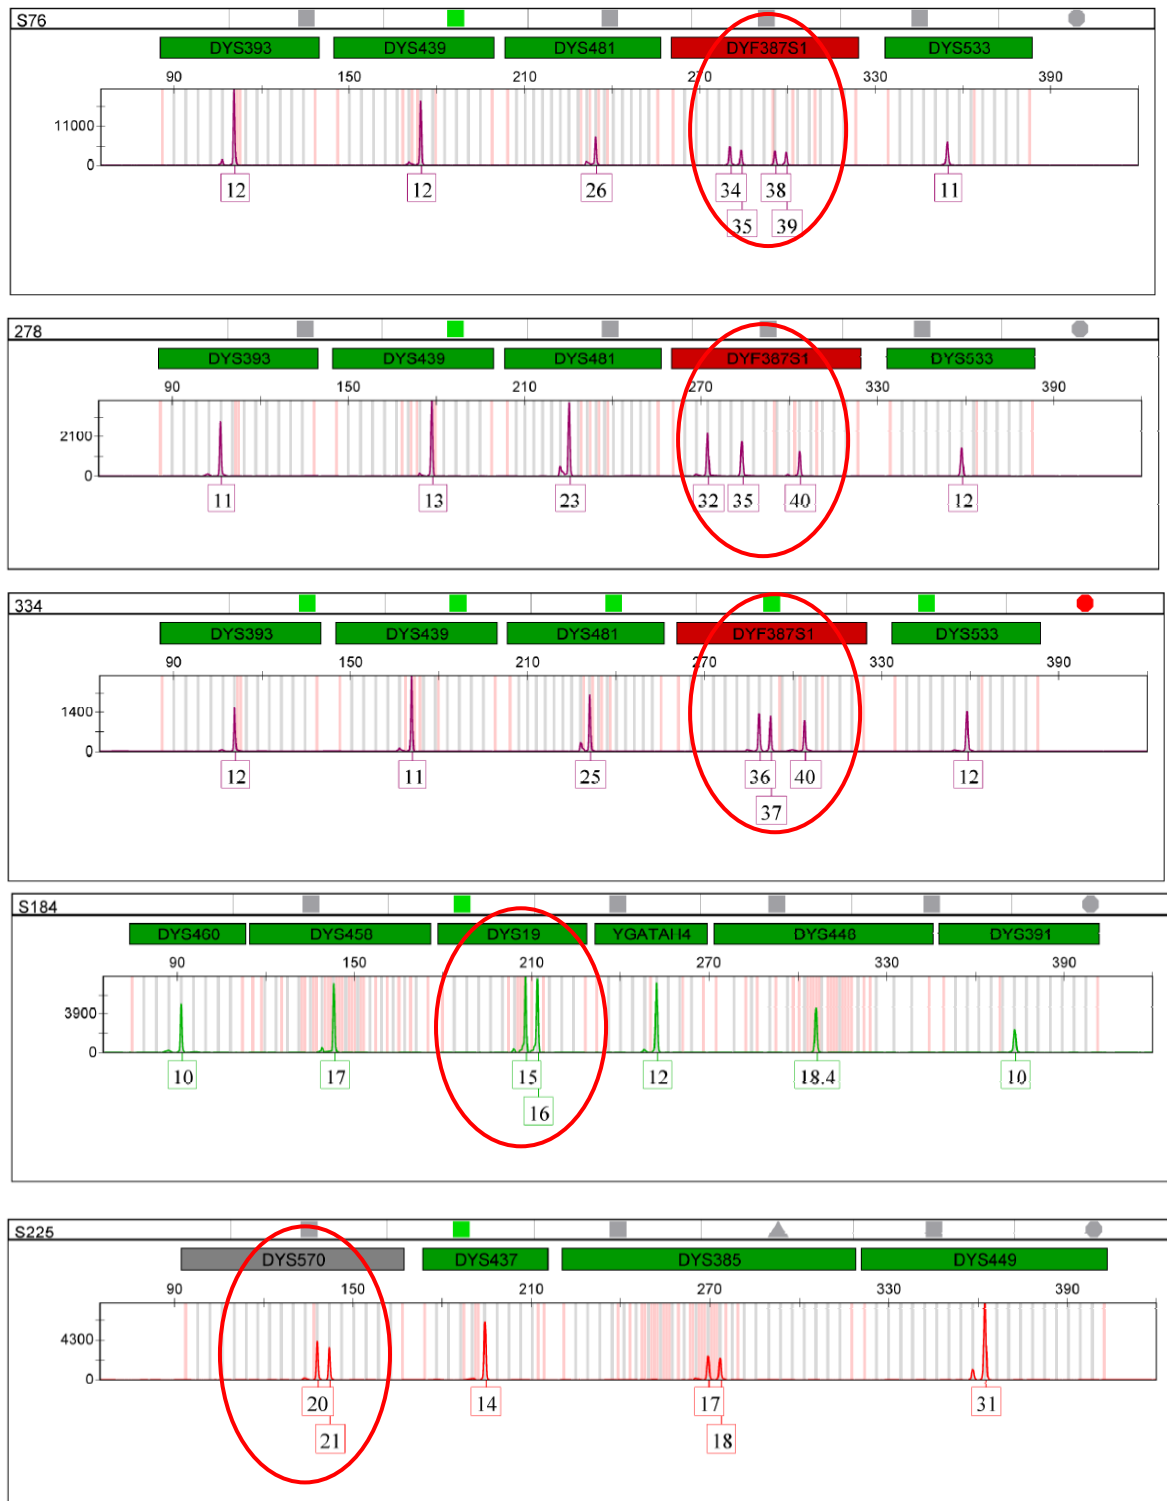 S76
DYS393 DYS439 DYS481 DYF387S1 DYS533
90 150 210 270 330 390
11000
0
12 12 26 34 38 11
35 39
278
DYS393 DYS439 DYS481 DYF387S1 DYS533
90 150 210 270 330 390
2100
0
11 13 23 32 35 40 12
334
DYS393 DYS439 DYS481 DYF387S1 DYS533
90 150 210 270 330 390
1400
0
12 11 25 36 40 12
37
S184
DYS460 DYS458 DYS19 YGATAH4 DYS448 DYS391
90 150 210 270 330 390
3900
0
10 17 15 12 18.4 10
16
S225
DYS570 DYS437 DYS385 DYS449
90 150 210 270 330 390
4300
0
20 14 17 31
21 18